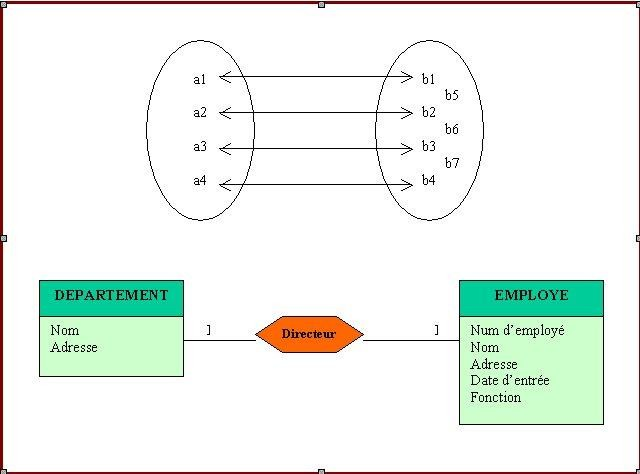 a1 b1
b5
a2 b2
b6
a3 b3
b7
a4 b4
DEPARTEMENT
Nom
Adresse
1
Directeur
1
EMPLOYE
Num d'employé
Nom
Adresse
Date d'entrée
Fonction